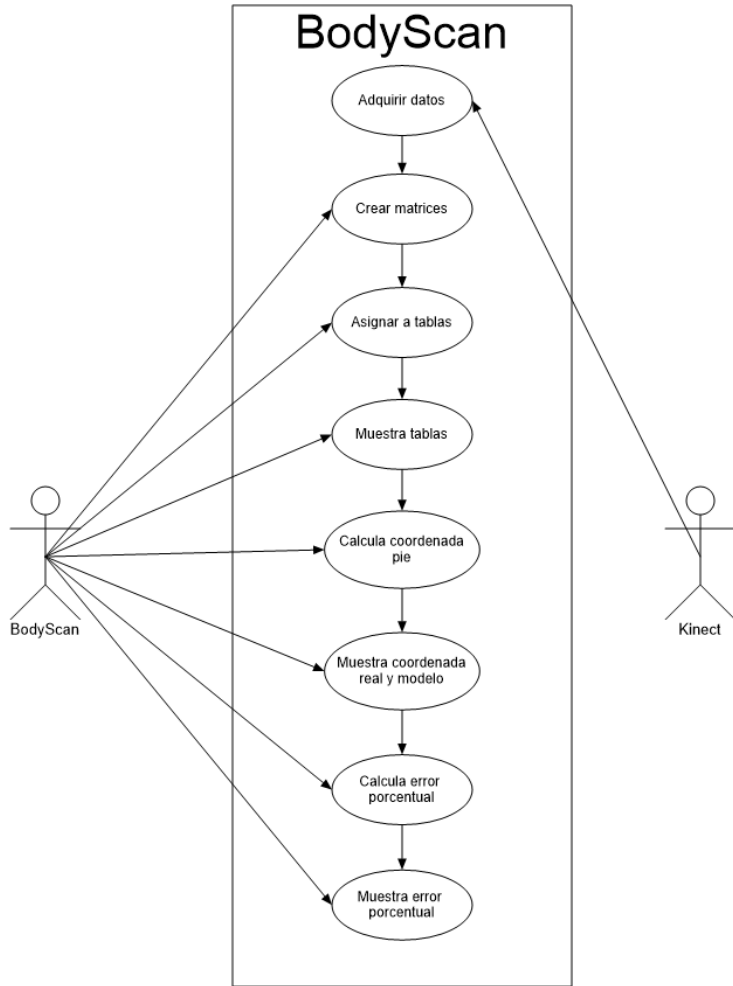 BodyScan
Adquirir datos
Crear matrices
Asignar a tablas
Muestra tablas
Calcula coordenada
pie
Muestra coordenada
real y modelo
Calcula error
porcentual
Muestra error
porcentual
BodyScan
Kinect